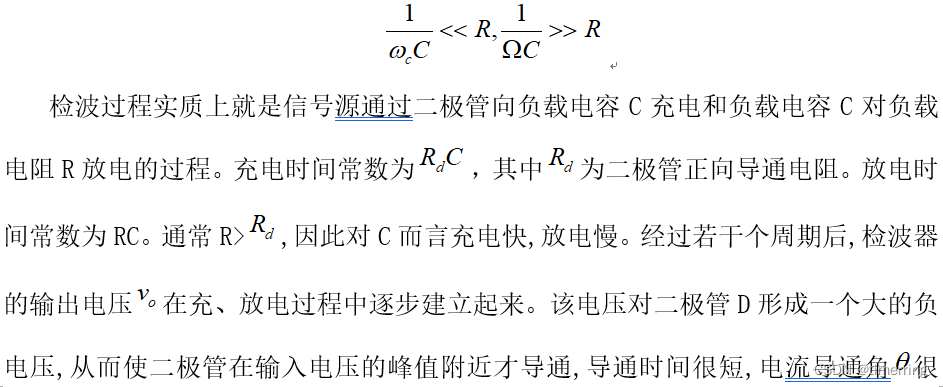 1/(ω_c C) << R, 1/(ΩC) >> R
检波过程实质上就是信号源通过二极管向负载电容 C 充电和负载电容 C 对负载
电阻 R 放电的过程。充电时间常数为 R_d C ，其中 R_d 为二极管正向导通电阻。放电时
间常数为 RC。通常 R> R_d ,因此对 C 而言充电快,放电慢。经过若干个周期后,检波器
的输出电压 v_o 在充、放电过程中逐步建立起来。该电压对二极管 D 形成一个大的负
电压,从而使二极管在输入电压的峰值附近才导通,导通时间很短,电流导通角 θ 很